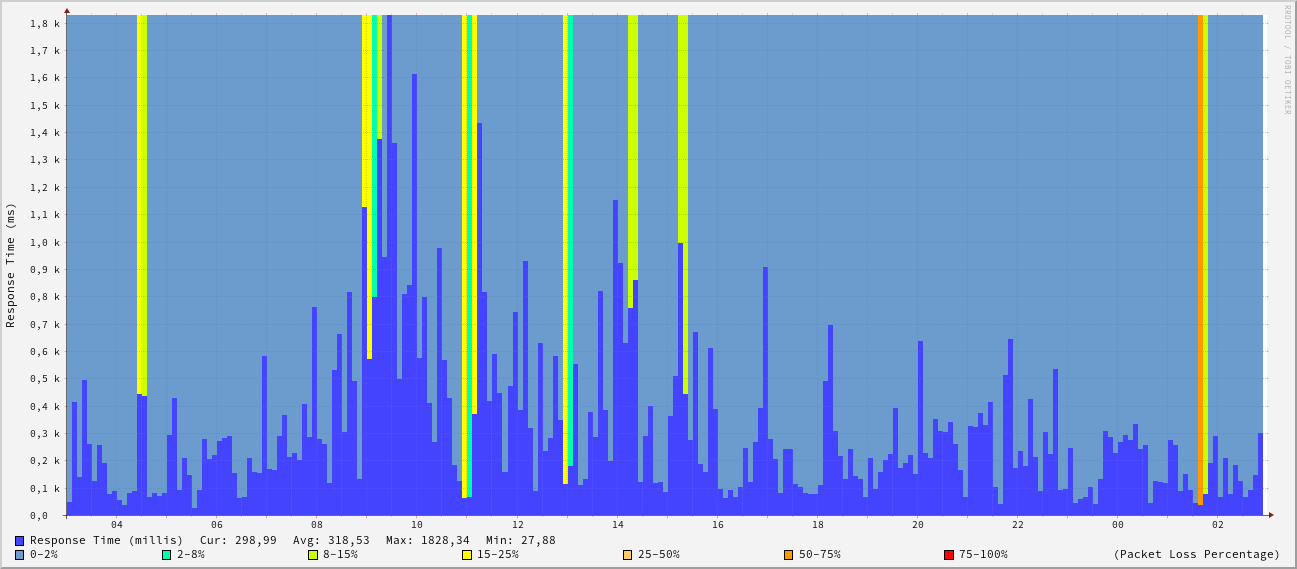 RRDTOOL / TOBI OETIKER
Response Time (ms)
1,8 k
1,7 k
1,6 k
1,5 k
1,4 k
1,3 k
1,2 k
1,1 k
1,0 k
0,9 k
0,8 k
0,7 k
0,6 k
0,5 k
0,4 k
0,3 k
0,2 k
0,1 k
0,0
04 06 08 10 12 14 16 18 20 22 00 02
Response Time (millis) Cur: 298,99 Avg: 318,53 Max: 1828,34 Min: 27,88
0-2% 2-8% 8-15% 15-25% 25-50% 50-75% 75-100% (Packet Loss Percentage)